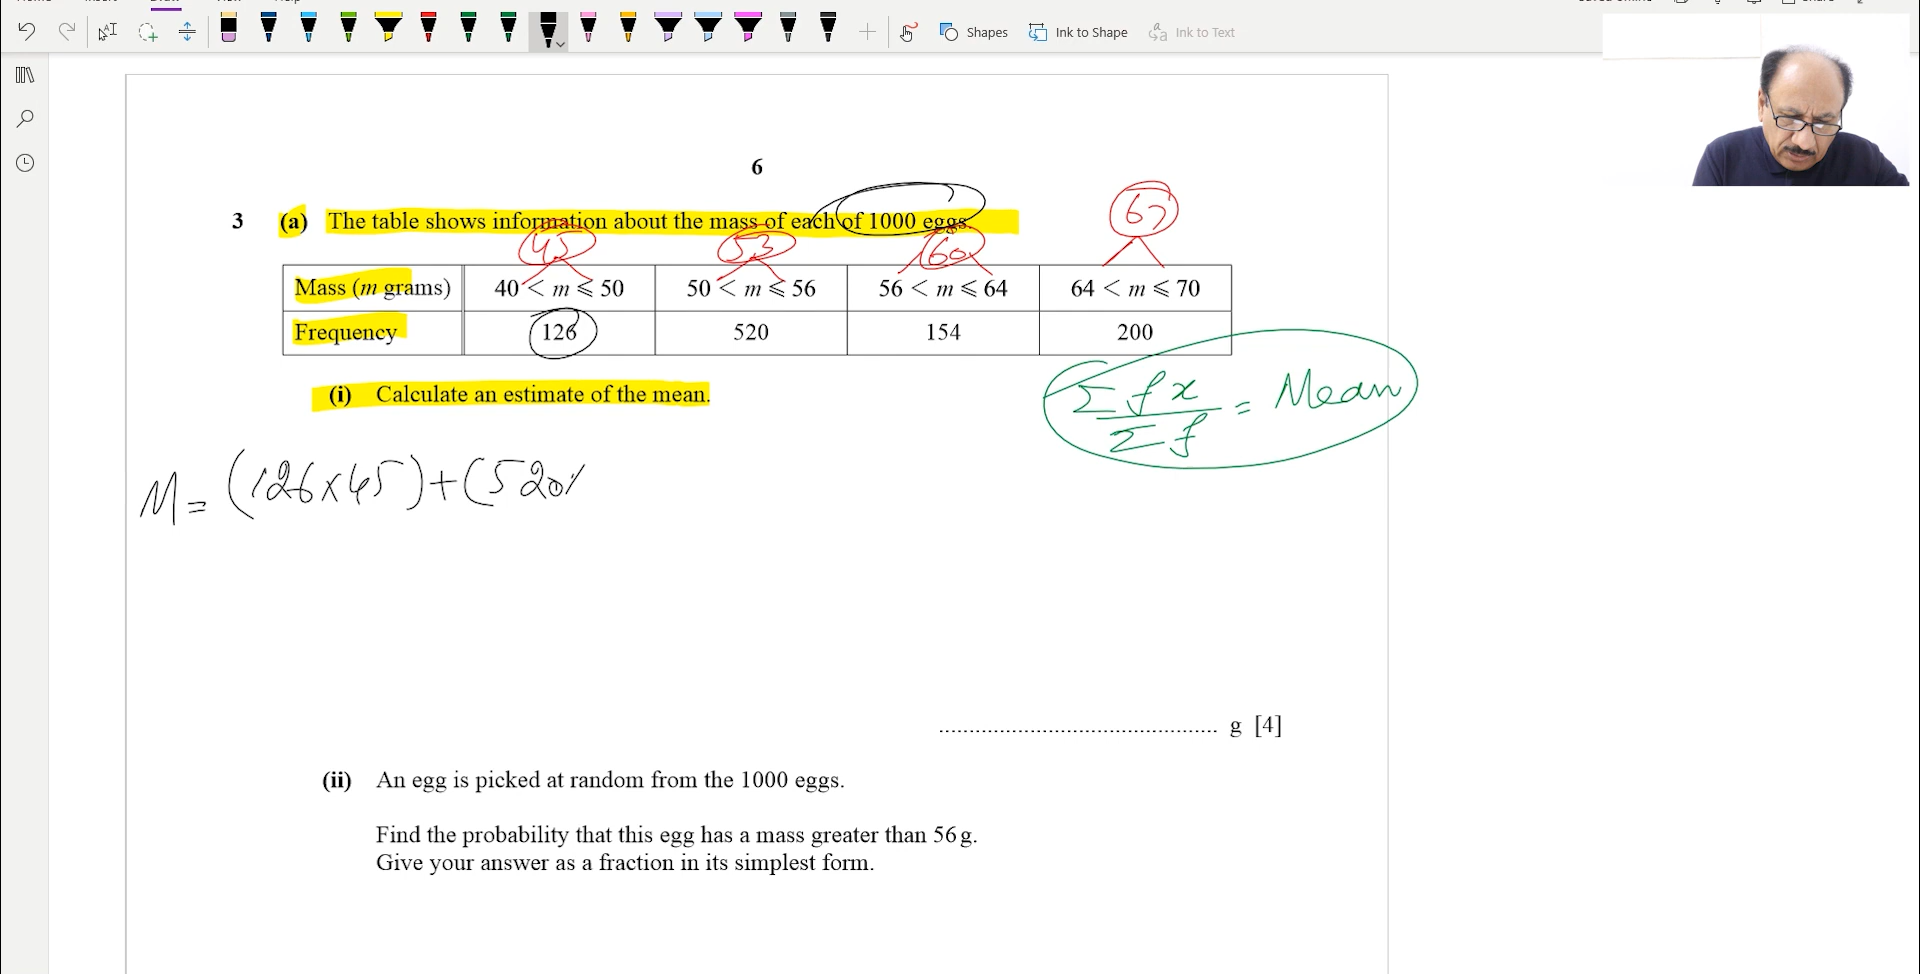 Shapes Ink to Shape Ink to Text
6
3 (a) The table shows information about the mass of each of 1000 eggs.
45 53 60 67
Mass (m grams) 40 < m ⩽ 50 50 < m ⩽ 56 56 < m ⩽ 64 64 < m ⩽ 70
Frequency 126 520 154 200
(i) Calculate an estimate of the mean.
Σfx/Σf = Mean
M = (126×45)+(520
.............................................. g [4]
(ii) An egg is picked at random from the 1000 eggs.
Find the probability that this egg has a mass greater than 56 g.
Give your answer as a fraction in its simplest form.